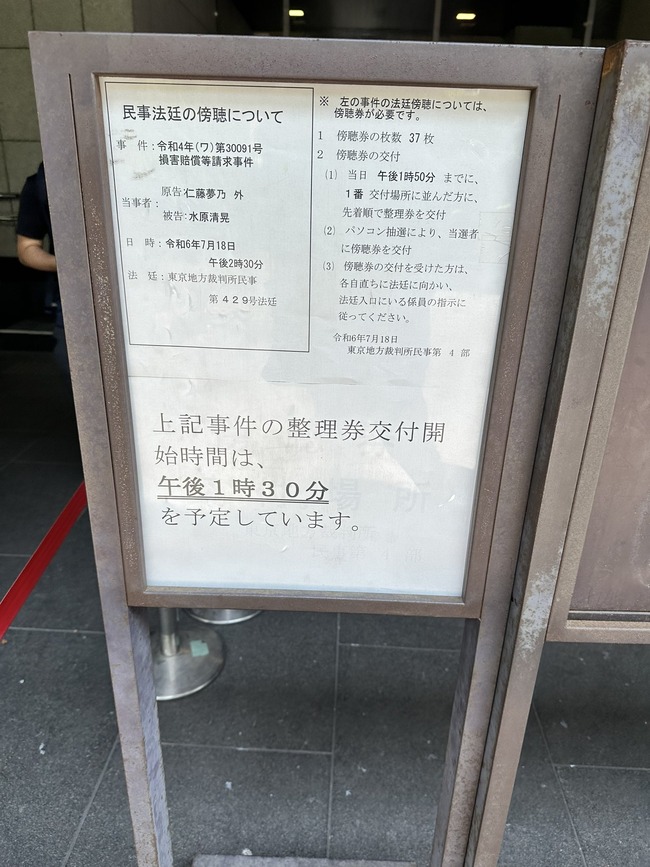 民事法廷の傍聴について
事 件：令和4年(ワ)第30091号
損害賠償等請求事件
原告:仁藤夢乃 外
当事者：
被告:水原清晃
日 時：令和6年7月18日
午後2時30分
法 廷：東京地方裁判所民事
第４２９号法廷
※ 左の事件の法廷傍聴については、
傍聴券が必要です。
1 傍聴券の枚数 37 枚
2 傍聴券の交付
(1) 当日 午後1時50分 までに、
1番 交付場所に並んだ方に、
先着順で整理券を交付
(2) パソコン抽選により、当選者
に傍聴券を交付
(3) 傍聴券の交付を受けた方は、
各自直ちに法廷に向かい、
法廷入口にいる係員の指示に
従ってください。
令和6年7月18日
東京地方裁判所民事第 4 部
上記事件の整理券交付開
始時間は、
午後１時３０分
を予定しています。
場 所